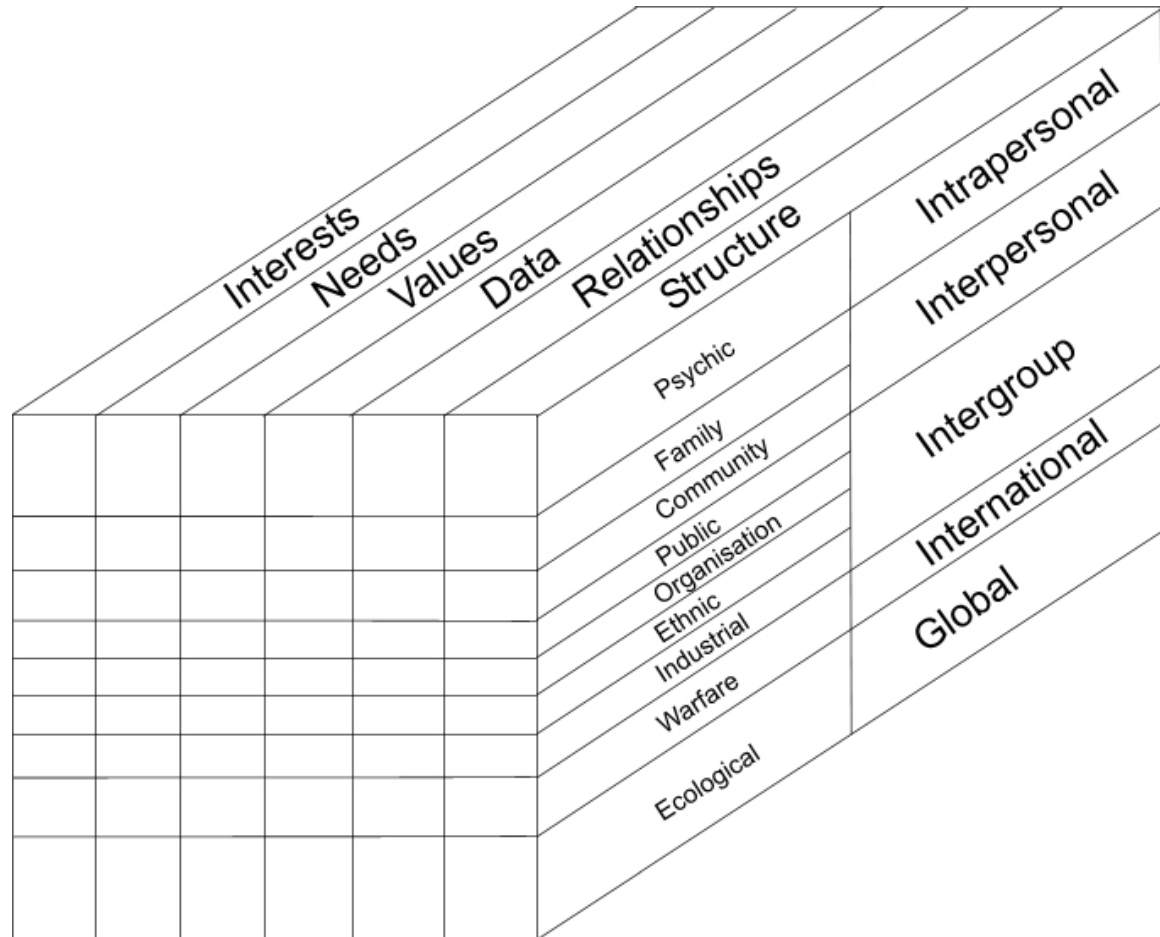 Interests
Needs
Values
Data
Relationships
Structure
Psychic
Family
Community
Public
Organisation
Ethnic
Industrial
Warfare
Ecological
Intrapersonal
Interpersonal
Intergroup
International
Global